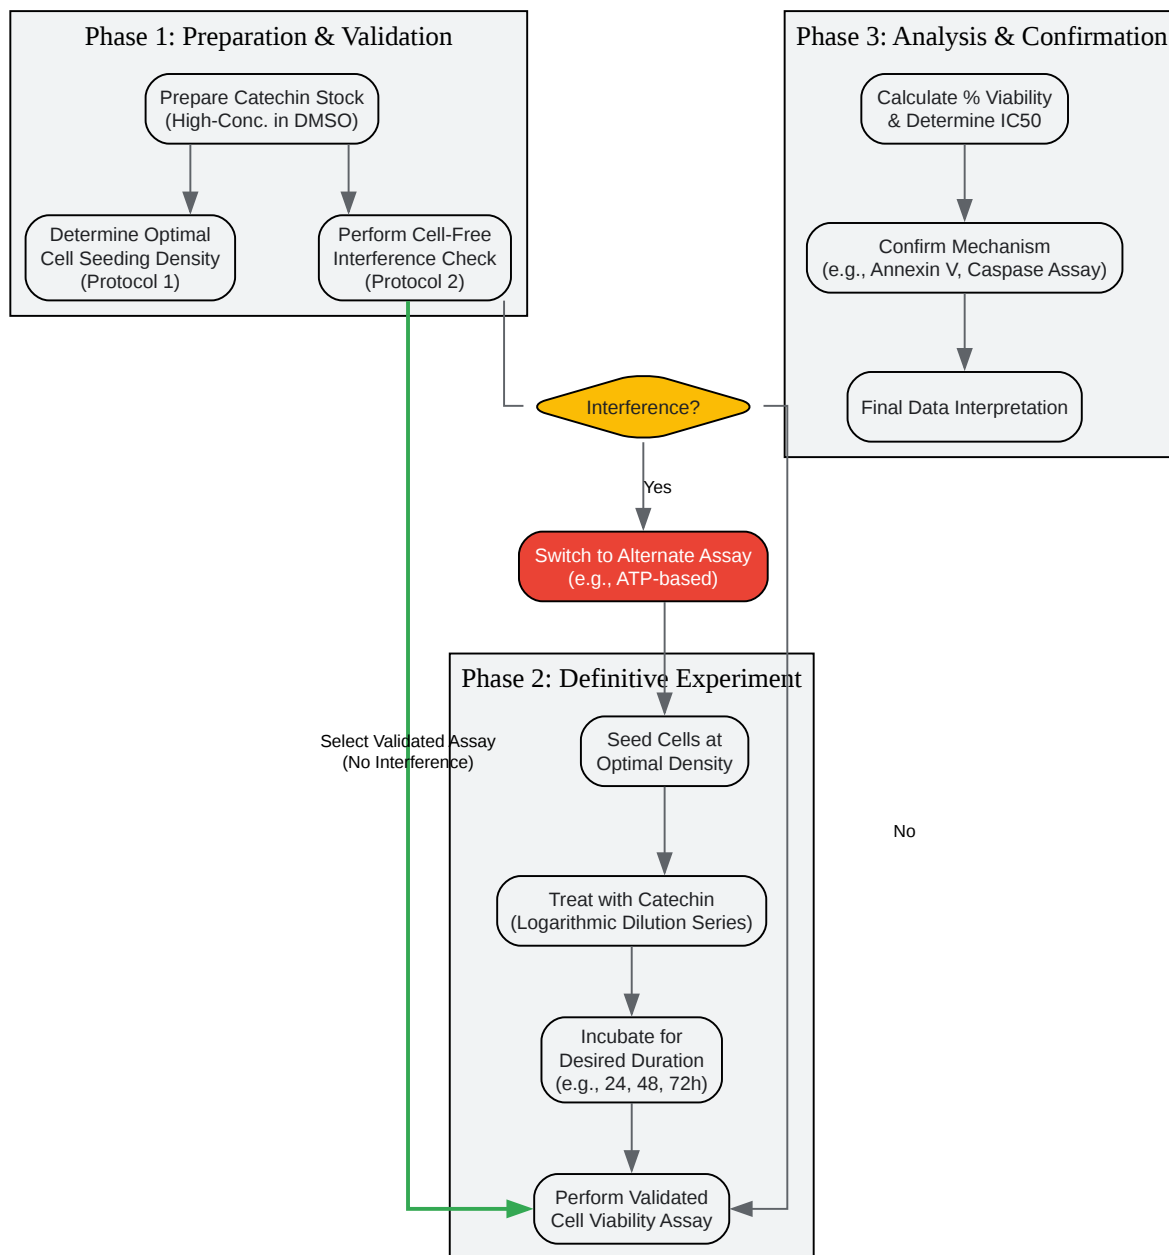 Phase 1: Preparation & Validation
Prepare Catechin Stock
(High-Conc. in DMSO)
Determine Optimal
Cell Seeding Density
(Protocol 1)
Perform Cell-Free
Interference Check
(Protocol 2)
Phase 3: Analysis & Confirmation
Calculate % Viability
& Determine IC50
Confirm Mechanism
(e.g., Annexin V, Caspase Assay)
Final Data Interpretation
Interference?
Yes
Switch to Alternate Assay
(e.g., ATP-based)
Phase 2: Definitive Experiment
Select Validated Assay
(No Interference)
Seed Cells at
Optimal Density
No
Treat with Catechin
(Logarithmic Dilution Series)
Incubate for
Desired Duration
(e.g., 24, 48, 72h)
Perform Validated
Cell Viability Assay